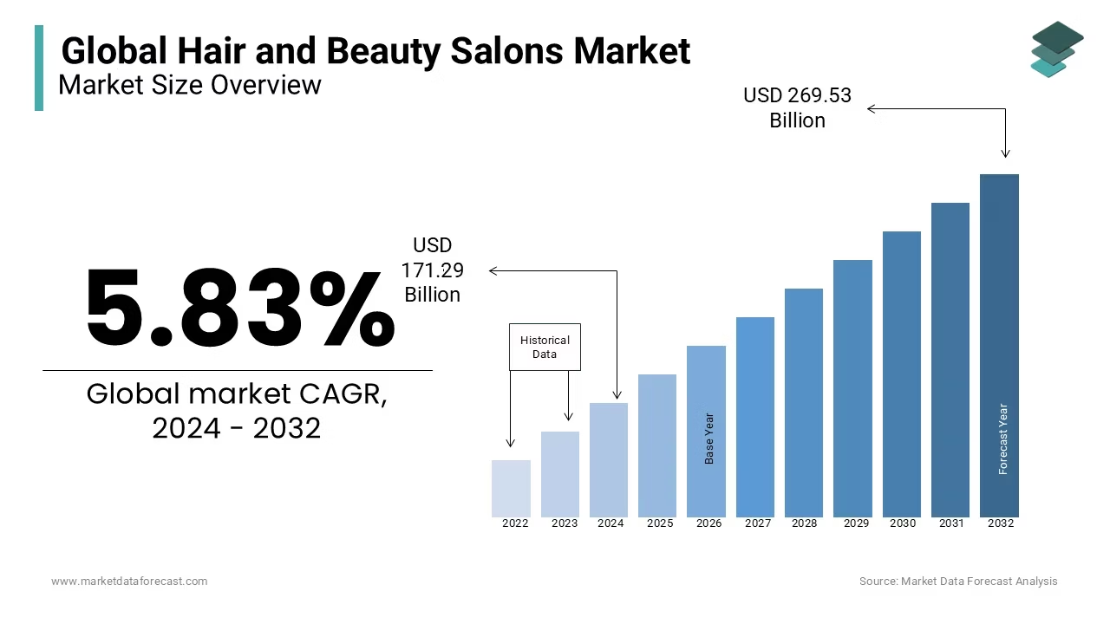 Global Hair and Beauty Salons Market
Market Size Overview
USD 269.53
Billion
USD
171.29
Billion
5.83%
Global market CAGR,
2024 - 2032
Historical
Data
Base Year
Forecast Year
2022 2023 2024 2025 2026 2027 2028 2029 2030 2031 2032
www.marketdataforecast.com
Source: Market Data Forecast Analysis